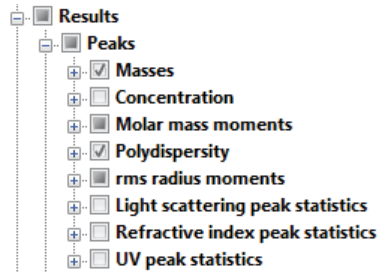 Results
Peaks
Masses
Concentration
Molar mass moments
Polydispersity
rms radius moments
Light scattering peak statistics
Refractive index peak statistics
UV peak statistics